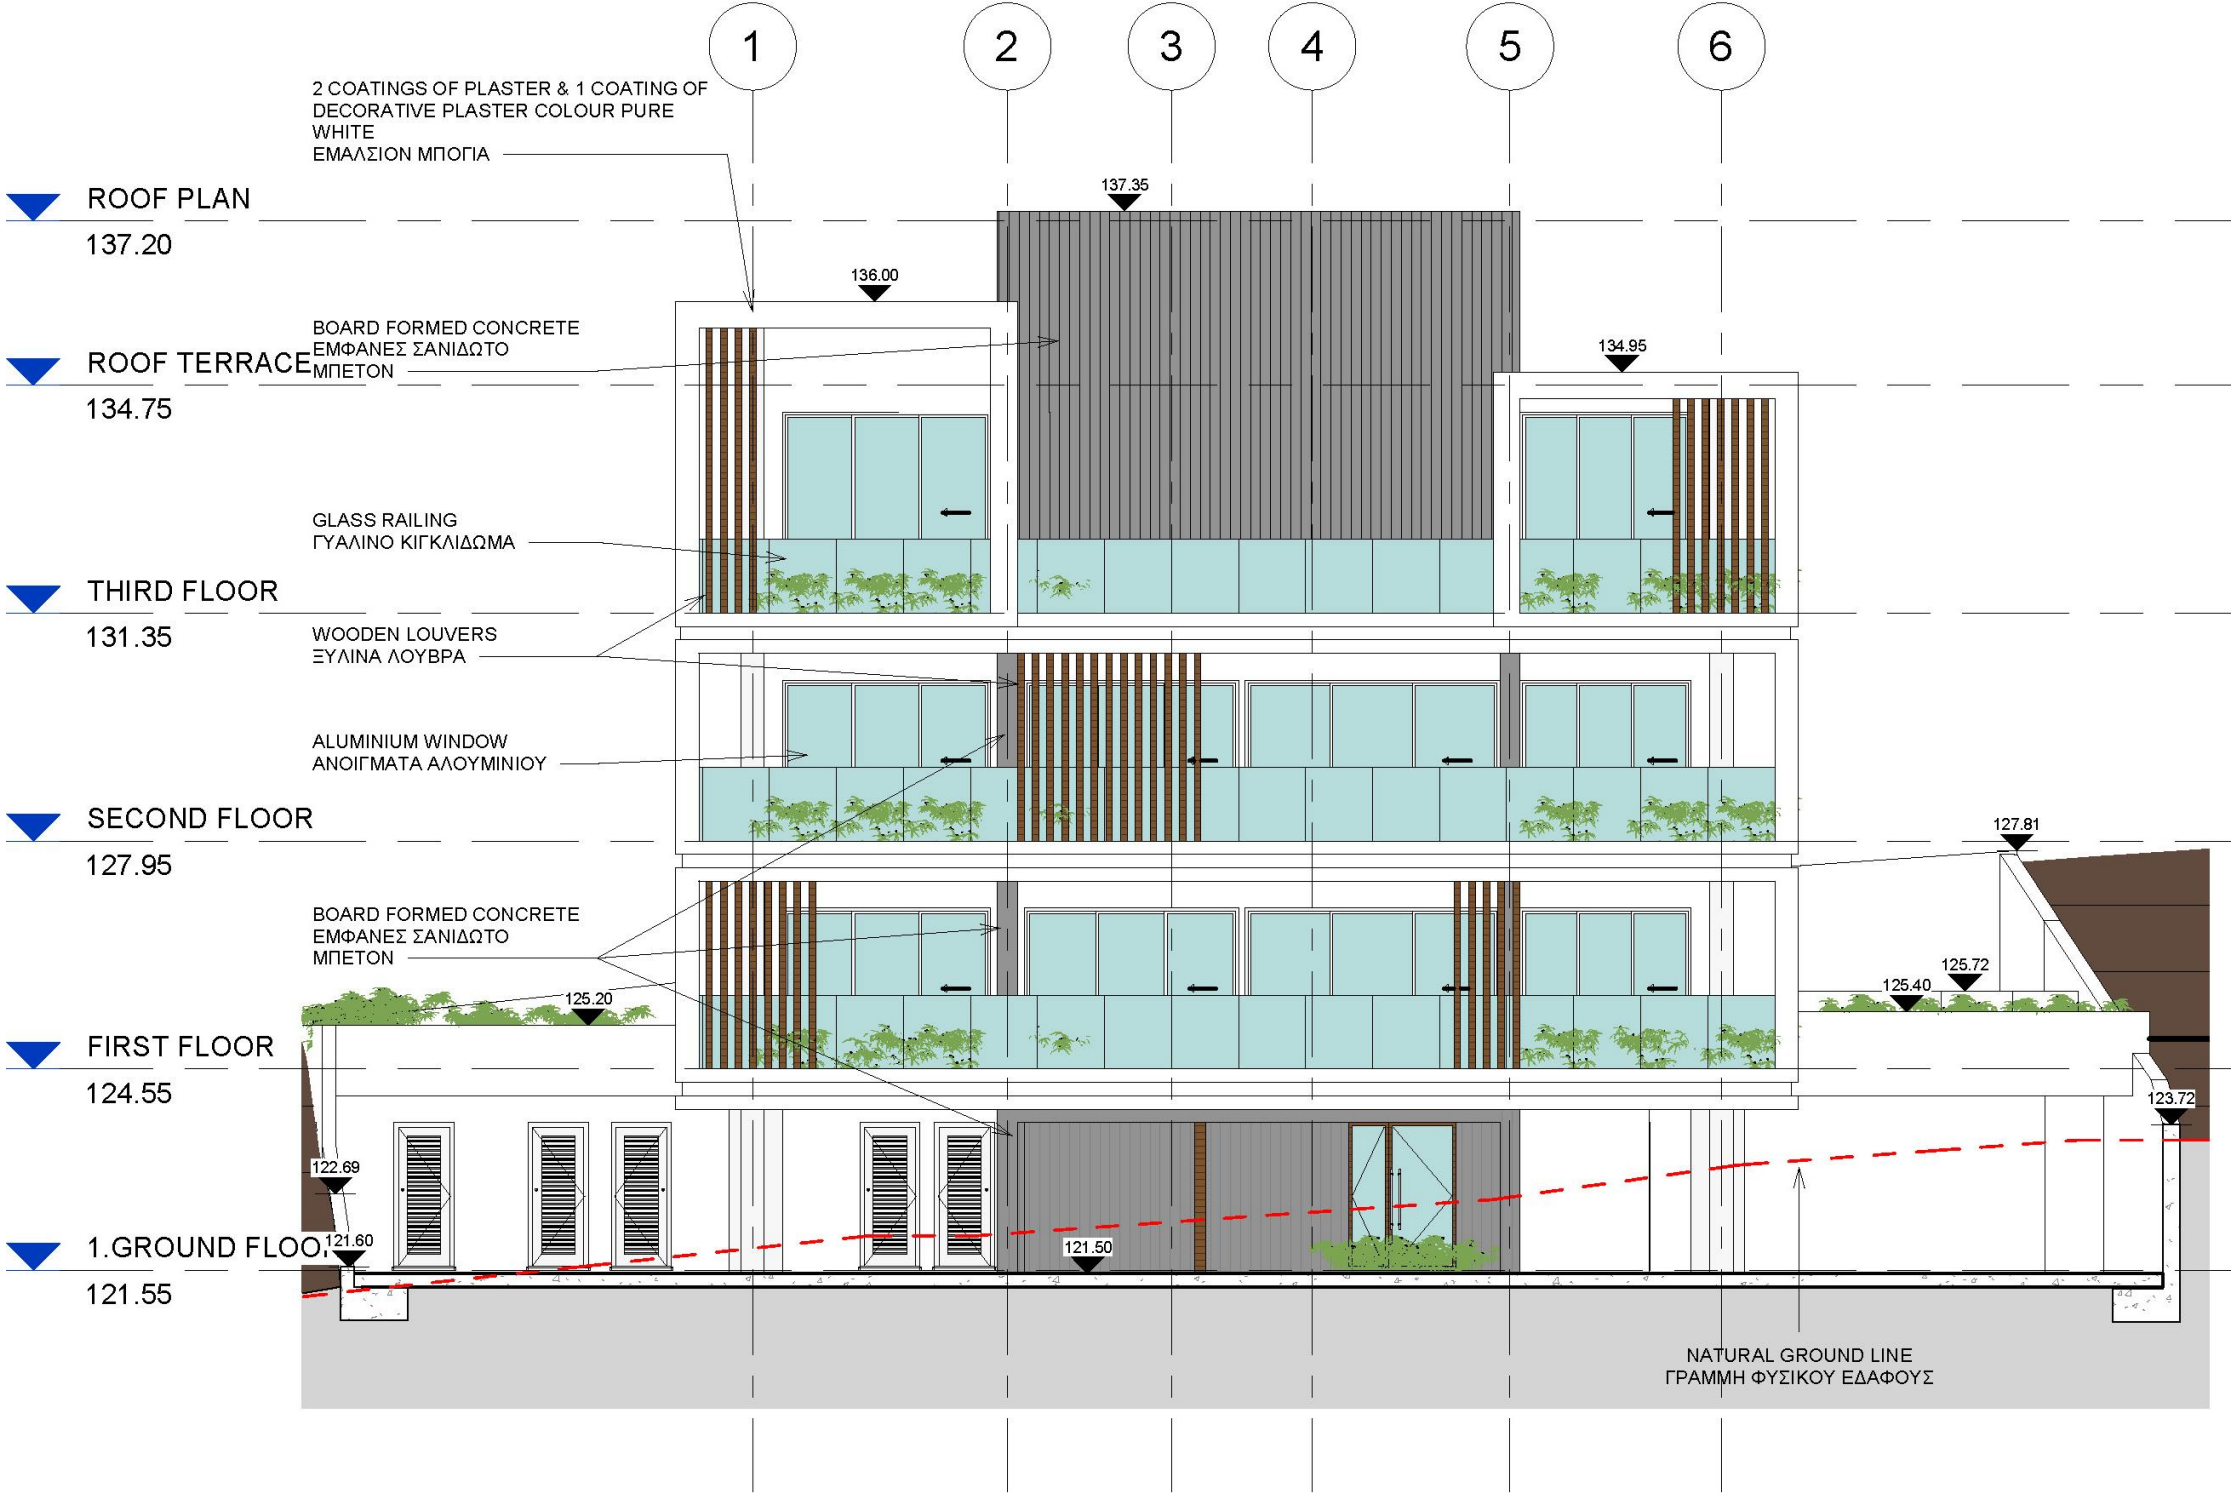 1
2
3
4
5
6
2 COATINGS OF PLASTER & 1 COATING OF
DECORATIVE PLASTER COLOUR PURE
WHITE
ΕΜΑΛΣΙΟΝ ΜΠΟΓΙΑ
137.35
ROOF PLAN
137.20
136.00
BOARD FORMED CONCRETE
ΕΜΦΑΝΕΣ ΣΑΝΙΔΩΤΟ
ΜΠΕΤΟΝ
134.95
ROOF TERRACE
134.75
GLASS RAILING
ΓΥΑΛΙΝΟ ΚΙΓΚΛΙΔΩΜΑ
THIRD FLOOR
131.35
WOODEN LOUVERS
ΞΥΛΙΝΑ ΛΟΥΒΡΑ
ALUMINIUM WINDOW
ΑΝΟΙΓΜΑΤΑ ΑΛΟΥΜΙΝΙΟΥ
SECOND FLOOR
127.95
127.81
BOARD FORMED CONCRETE
ΕΜΦΑΝΕΣ ΣΑΝΙΔΩΤΟ
ΜΠΕΤΟΝ
125.72
125.40
125.20
FIRST FLOOR
124.55
123.72
122.69
1.GROUND FLOO
121.60
121.50
121.55
NATURAL GROUND LINE
ΓΡΑΜΜΗ ΦΥΣΙΚΟΥ ΕΔΑΦΟΥΣ